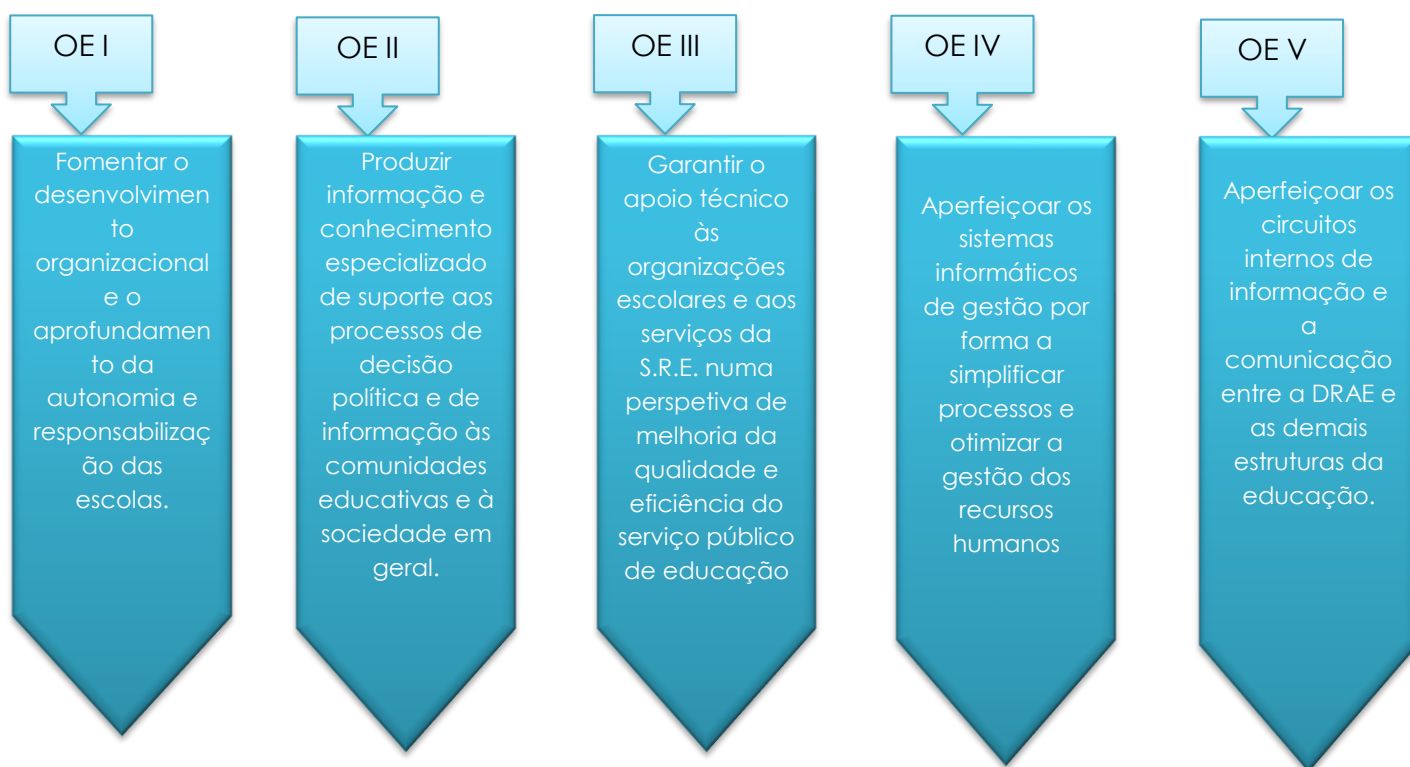 OE I
Fomentar o
desenvolvimen
to
organizacional
e o
aprofundamen
to da
autonomia e
responsabilizaç
ão das
escolas.
OE II
Produzir
informação e
conhecimento
especializado
de suporte aos
processos de
decisão
política e de
informação às
comunidades
educativas e à
sociedade em
geral.
OE III
Garantir o
apoio técnico
às
organizações
escolares e aos
serviços da
S.R.E. numa
perspetiva de
melhoria da
qualidade e
eficiência do
serviço público
de educação
OE IV
Aperfeiçoar os
sistemas
informáticos
de gestão por
forma a
simplificar
processos e
otimizar a
gestão dos
recursos
humanos
OE V
Aperfeiçoar os
circuitos
internos de
informação e
a
comunicação
entre a DRAE e
as demais
estruturas da
educação.